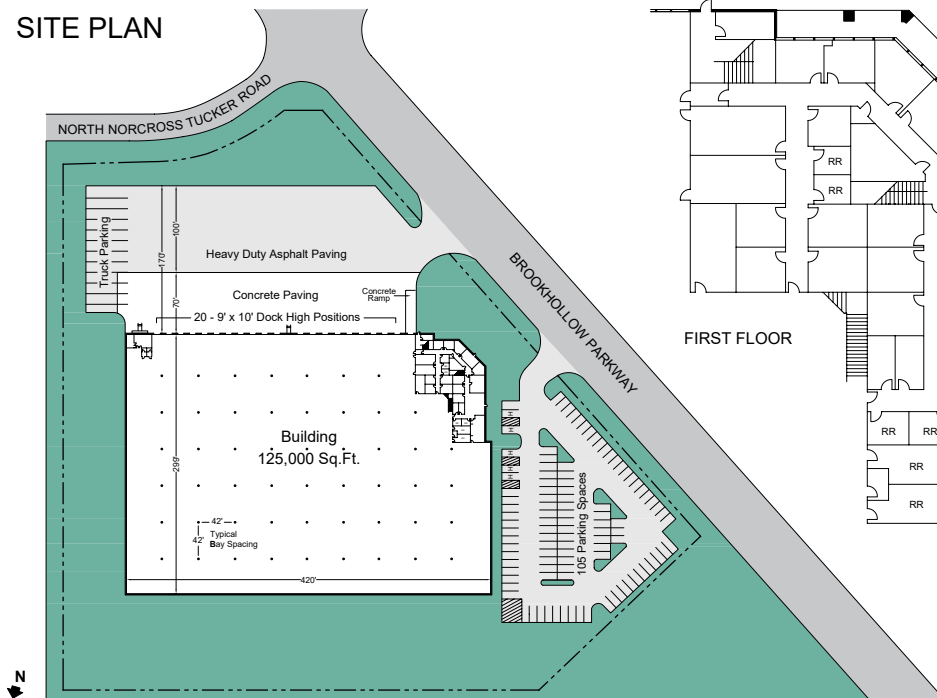 SITE PLAN
NORTH NORCROSS TUCKER ROAD
BROOKHOLLOW PARKWAY
Truck Parking
170'
100'
Heavy Duty Asphalt Paving
70'
Concrete Paving
Concrete
Ramp
20 - 9' x 10' Dock High Positions
Building
125,000 Sq.Ft.
299'
42'
42'
Typical
Bay Spacing
420'
H
H
H
H
105 Parking Spaces
RR
RR
FIRST FLOOR
RR
RR
RR
RR
N